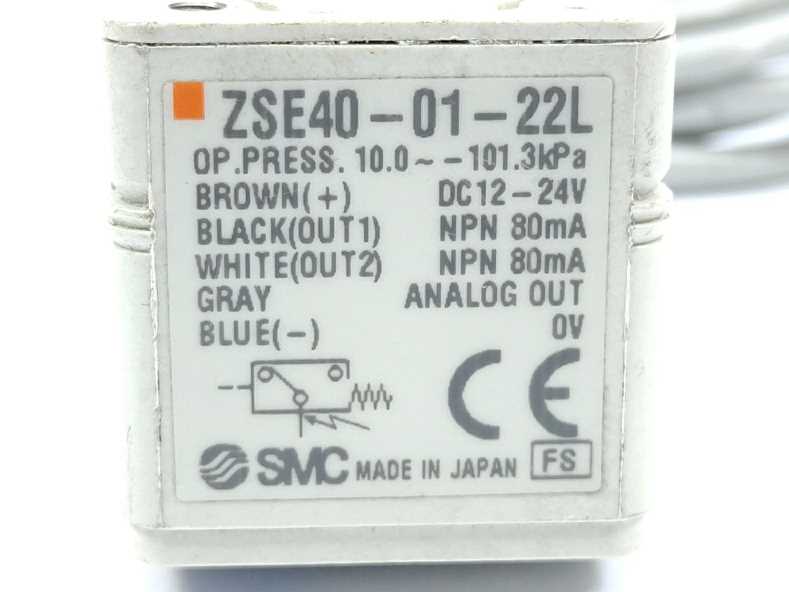 ZSE40-01-22L
OP.PRESS. 10.0~-101.3kPa
BROWN(+) DC12-24V
BLACK(OUT1) NPN 80mA
WHITE(OUT2) NPN 80mA
GRAY ANALOG OUT
BLUE(-) 0V
CE
SMC MADE IN JAPAN FS